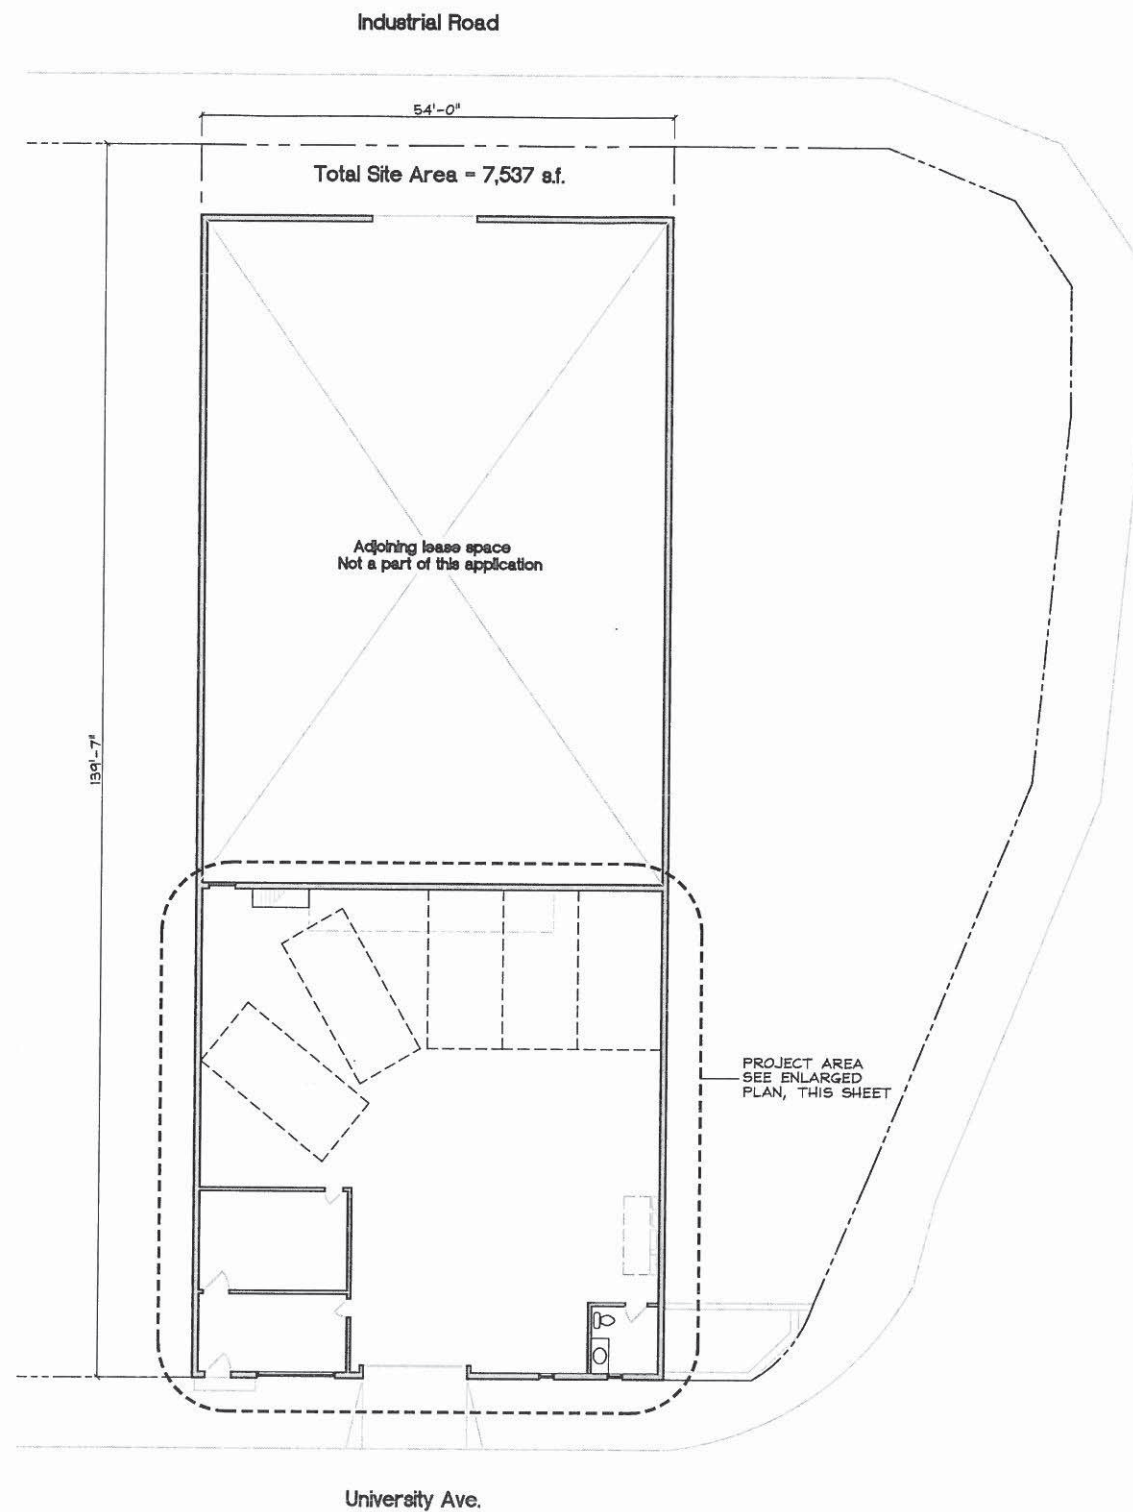 Industrial Road
54'-0"
Total Site Area = 7,537 s.f.
Adjoining lease space
Not a part of this application
139'-7"
PROJECT AREA
SEE ENLARGED
PLAN, THIS SHEET
University Ave.